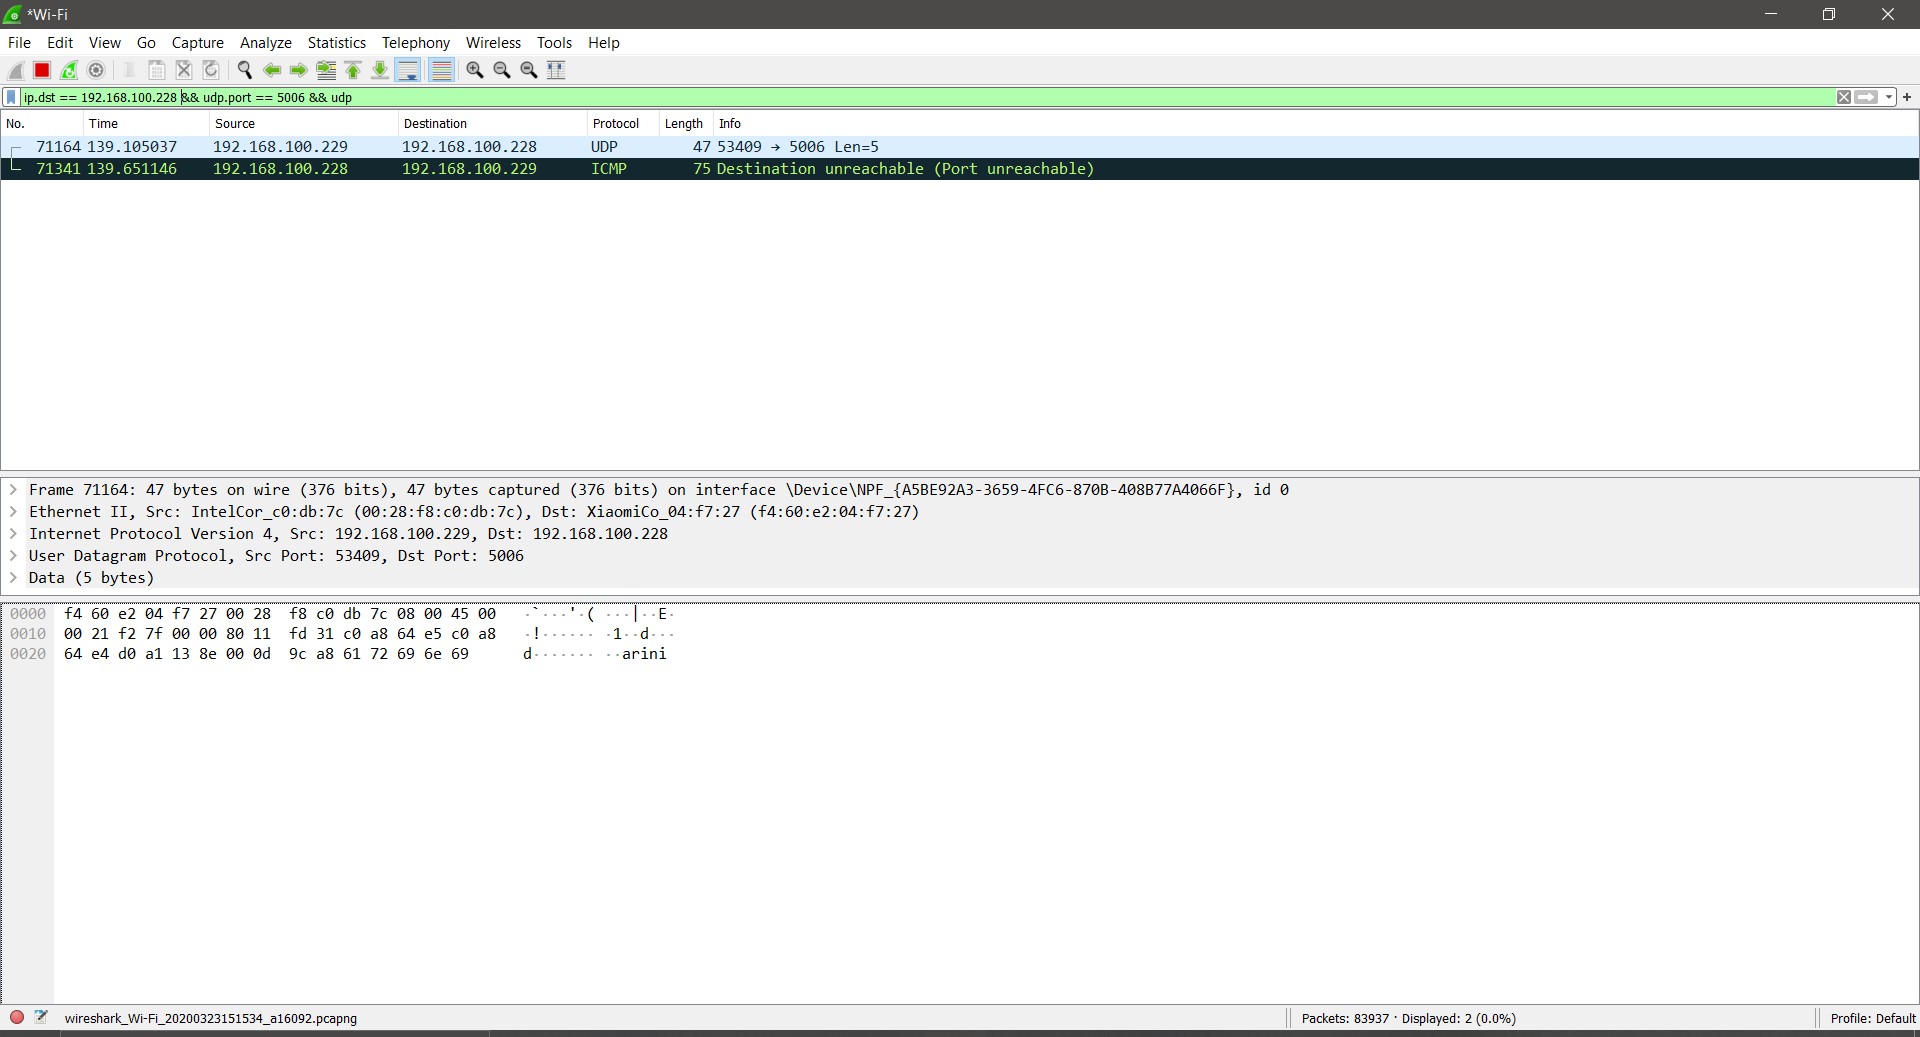 *Wi-Fi
File Edit View Go Capture Analyze Statistics Telephony Wireless Tools Help
ip.dst == 192.168.100.228 && udp.port == 5006 && udp
No. Time Source Destination Protocol Length Info
71164 139.105037 192.168.100.229 192.168.100.228 UDP 47 53409 → 5006 Len=5
71341 139.651146 192.168.100.228 192.168.100.229 ICMP 75 Destination unreachable (Port unreachable)
> Frame 71164: 47 bytes on wire (376 bits), 47 bytes captured (376 bits) on interface \Device\NPF_{A5BE92A3-3659-4FC6-870B-408B77A4066F}, id 0
> Ethernet II, Src: IntelCor_c0:db:7c (00:28:f8:c0:db:7c), Dst: XiaomiCo_04:f7:27 (f4:60:e2:04:f7:27)
> Internet Protocol Version 4, Src: 192.168.100.229, Dst: 192.168.100.228
> User Datagram Protocol, Src Port: 53409, Dst Port: 5006
> Data (5 bytes)
0000 f4 60 e2 04 f7 27 00 28 f8 c0 db 7c 08 00 45 00 ·`···'·( ···|··E·
0010 00 21 f2 7f 00 00 80 11 fd 31 c0 a8 64 e5 c0 a8 ·!······ ·1··d···
0020 64 e4 d0 a1 13 8e 00 0d 9c a8 61 72 69 6e 69 d······· ··arini
wireshark_Wi-Fi_20200323151534_a16092.pcapng
Packets: 83937 · Displayed: 2 (0.0%)
Profile: Default